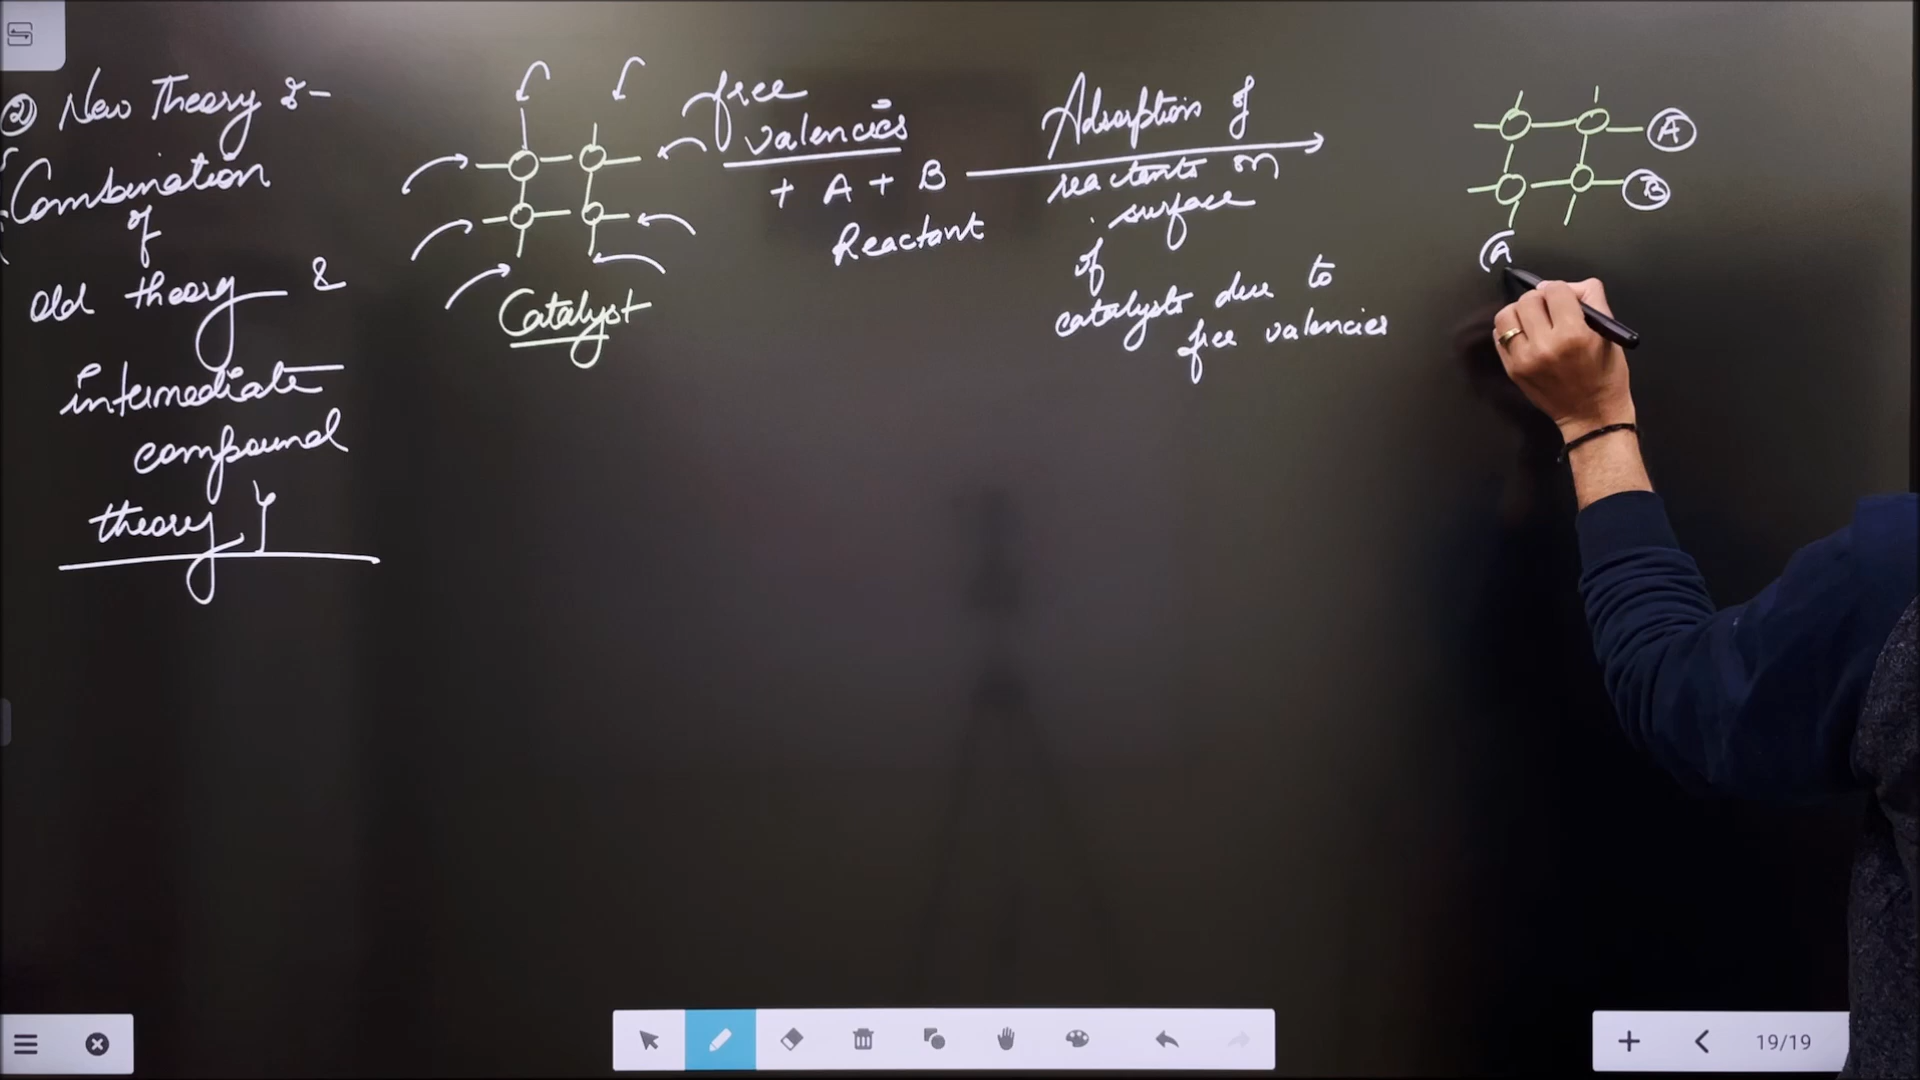 ② New Theory :-
{Combination
of
old theory &
intermediate
compound
theory}
free
valencies
+ A + B
Reactant
Catalyst
Adsorption of
reactants on
surface
of
catalysts due to
free valencies
A
B
A
19/19